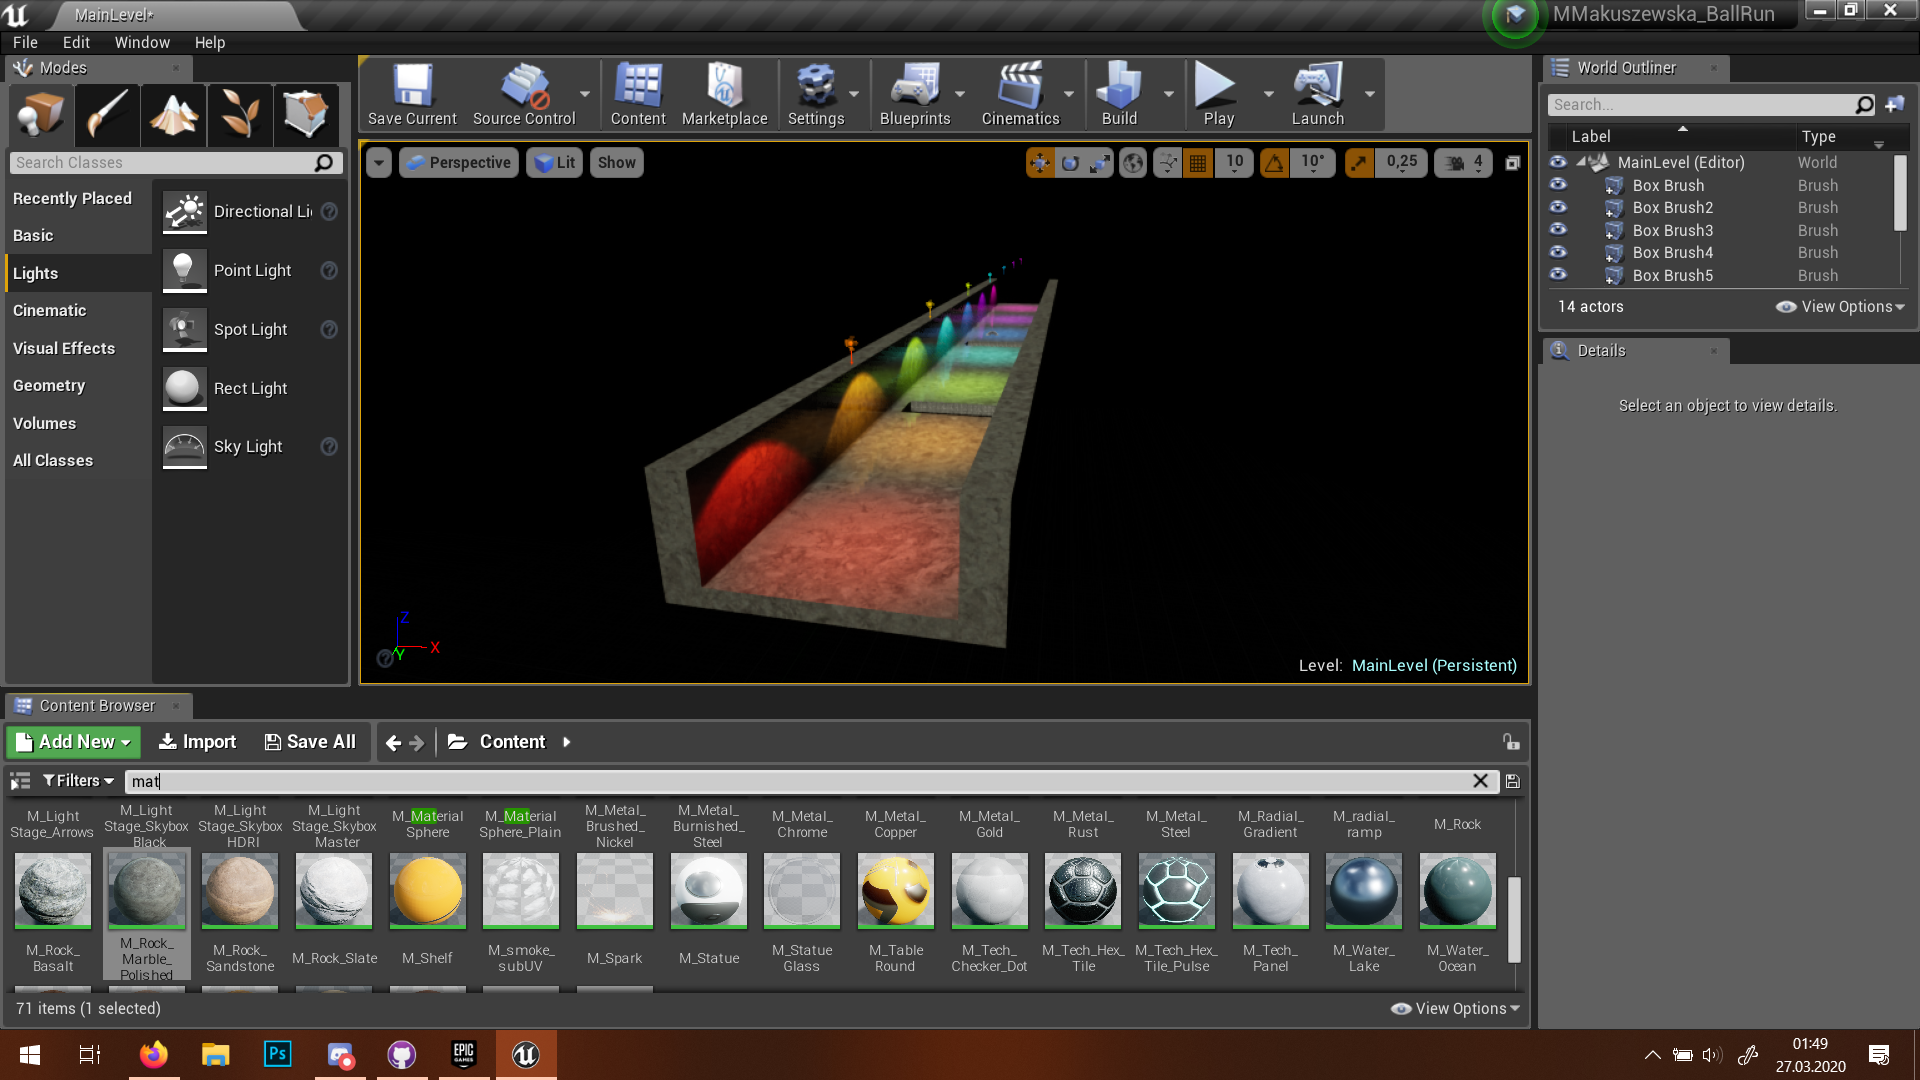 MainLevel*
MMakuszewska_BallRun
File Edit Window Help
Modes
Search Classes
Recently Placed
Basic
Lights
Cinematic
Visual Effects
Geometry
Volumes
All Classes
Directional Li
Point Light
Spot Light
Rect Light
Sky Light
Save Current
Source Control
Content
Marketplace
Settings
Blueprints
Cinematics
Build
Play
Launch
Perspective
Lit
Show
10
10°
0,25
4
Z
X
Y
Level: MainLevel (Persistent)
World Outliner
Search...
Label Type
MainLevel (Editor) World
Box Brush Brush
Box Brush2 Brush
Box Brush3 Brush
Box Brush4 Brush
Box Brush5 Brush
14 actors
View Options
Details
Select an object to view details.
Content Browser
Add New
Import
Save All
Content
Filters
mat
M_Light
Stage_Arrows
M_Light
Stage_Skybox
Black
M_Light
Stage_Skybox
HDRI
M_Light
Stage_Skybox
Master
M_Material
Sphere
M_Material
Sphere_Plain
M_Metal_
Brushed_
Nickel
M_Metal_
Burnished_
Steel
M_Metal_
Chrome
M_Metal_
Copper
M_Metal_
Gold
M_Metal_
Rust
M_Metal_
Steel
M_Radial_
Gradient
M_radial_
ramp
M_Rock
M_Rock_
Basalt
M_Rock_
Marble_
Polished
M_Rock_
Sandstone
M_Rock_Slate
M_Shelf
M_smoke_
subUV
M_Spark
M_Statue
M_Statue
Glass
M_Table
Round
M_Tech_
Checker_Dot
M_Tech_Hex_
Tile
M_Tech_Hex_
Tile_Pulse
M_Tech_
Panel
M_Water_
Lake
M_Water_
Ocean
71 items (1 selected)
View Options
Ps
EPIC
GAMES
01:49
27.03.2020